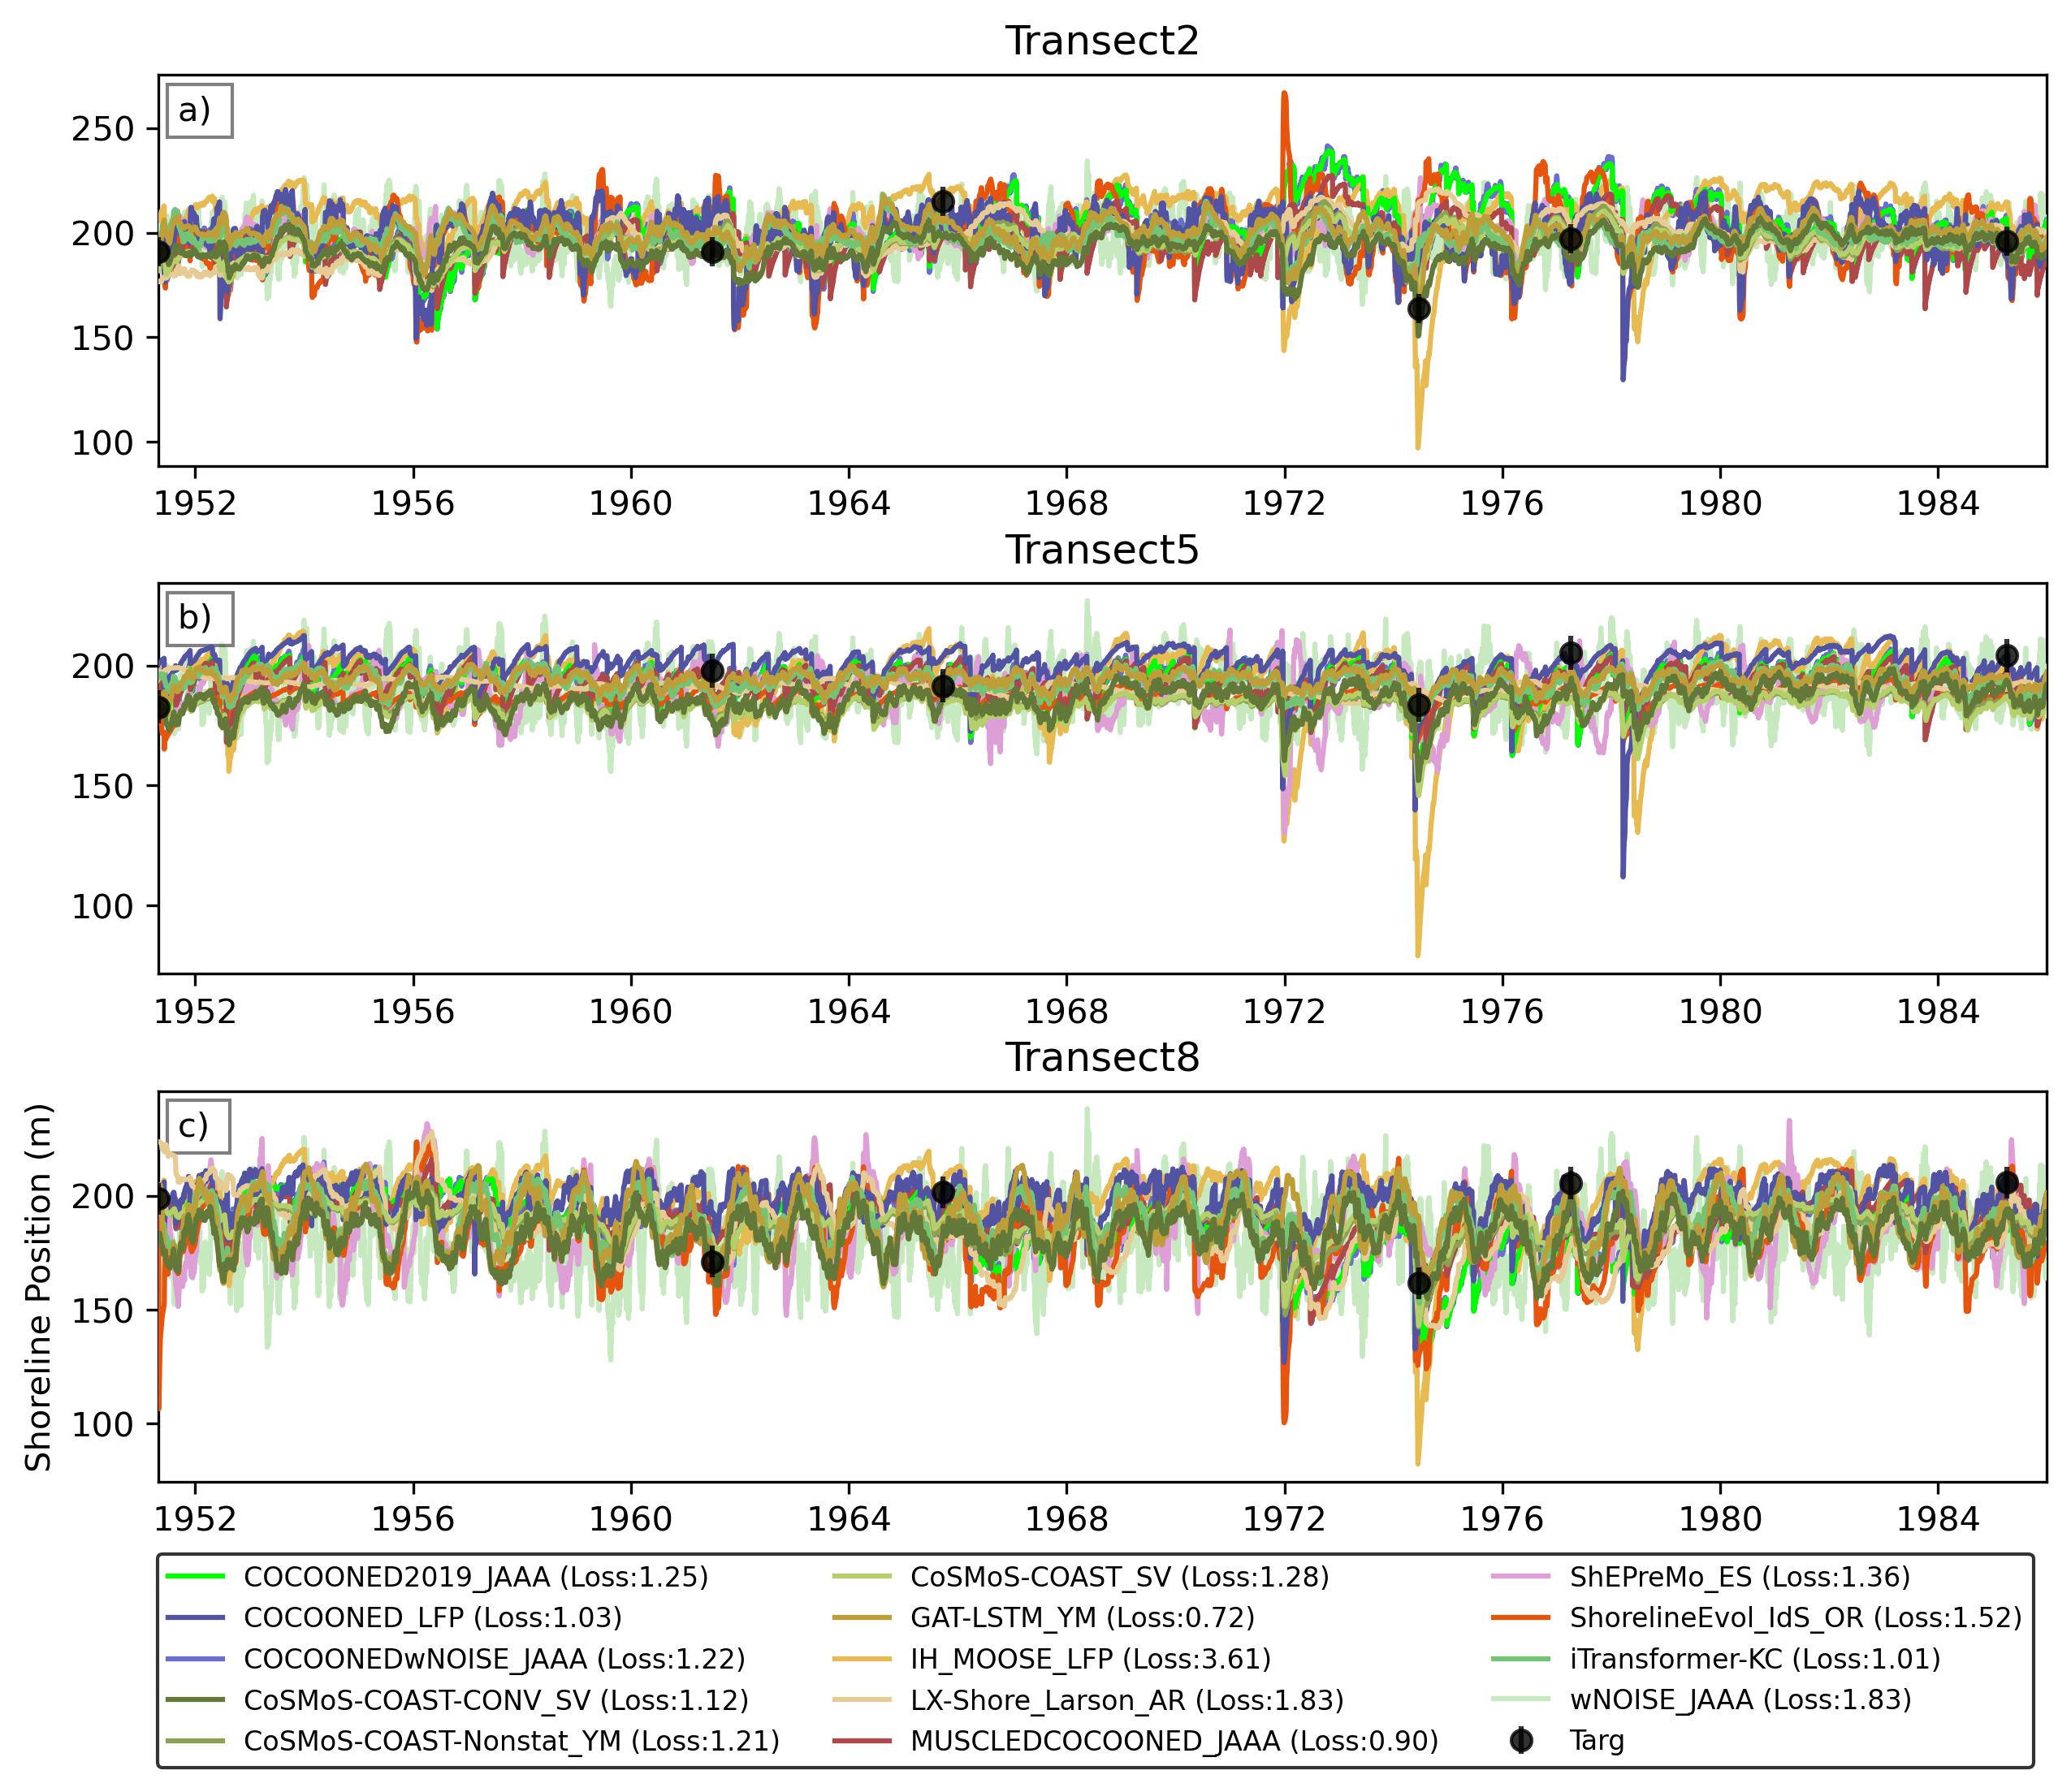 Transect2
a)
250
200
150
100
1952 1956 1960 1964 1968 1972 1976 1980 1984
Transect5
b)
200
150
100
1952 1956 1960 1964 1968 1972 1976 1980 1984
Transect8
c)
Shoreline Position (m)
200
150
100
1952 1956 1960 1964 1968 1972 1976 1980 1984
COCOONED2019_JAAA (Loss:1.25)
COCOONED_LFP (Loss:1.03)
COCOONEDwNOISE_JAAA (Loss:1.22)
CoSMoS-COAST-CONV_SV (Loss:1.12)
CoSMoS-COAST-Nonstat_YM (Loss:1.21)
CoSMoS-COAST_SV (Loss:1.28)
GAT-LSTM_YM (Loss:0.72)
IH_MOOSE_LFP (Loss:3.61)
LX-Shore_Larson_AR (Loss:1.83)
MUSCLEDCOCOONED_JAAA (Loss:0.90)
ShEPreMo_ES (Loss:1.36)
ShorelineEvol_IdS_OR (Loss:1.52)
iTransformer-KC (Loss:1.01)
wNOISE_JAAA (Loss:1.83)
Targ